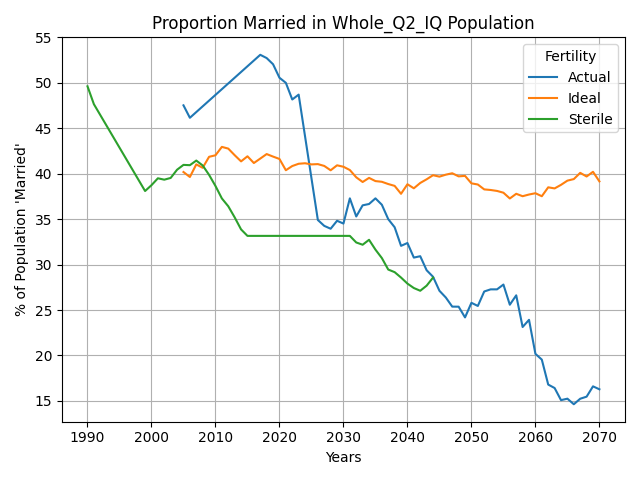 Proportion Married in Whole_Q2_IQ Population
% of Population 'Married'
55
50
45
40
35
30
25
20
15
Fertility
Actual
Ideal
Sterile
1990 2000 2010 2020 2030 2040 2050 2060 2070
Years